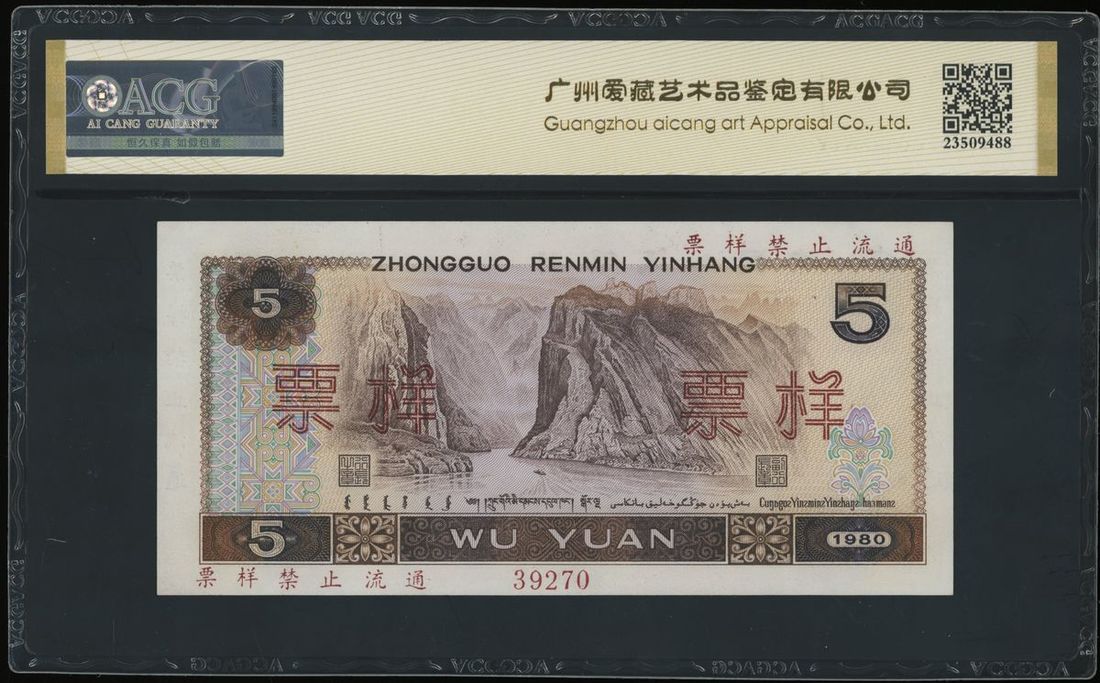 ACG
AI CANG GUARANTY
恒久保真 如假包赔
广州爱藏艺术品鉴定有限公司
Guangzhou aicang art Appraisal Co., Ltd.
23509488
票样禁止流通
ZHONGGUO RENMIN YINHANG
5
5
票样
票样
5
WU YUAN
1980
票样禁止流通
39270